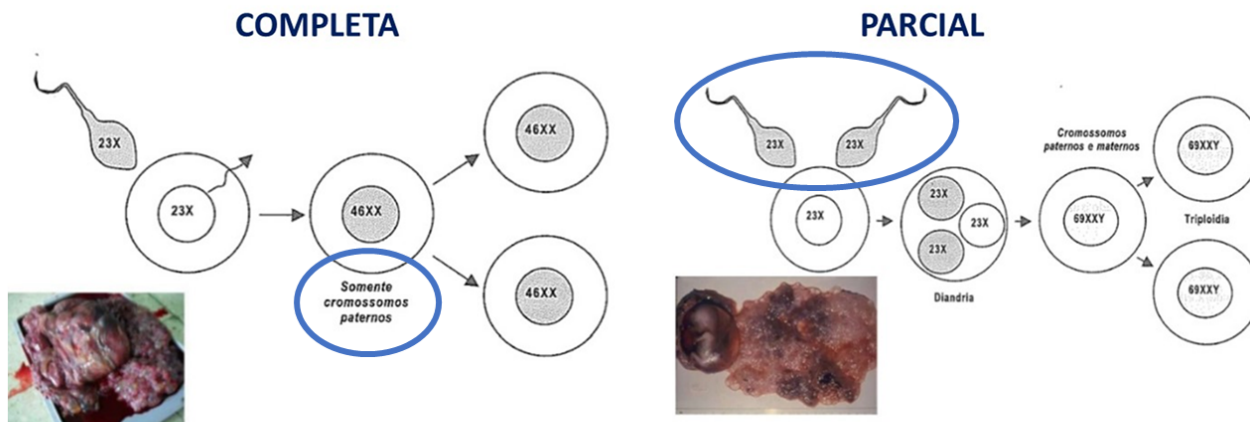 COMPLETA
23X
23X
46XX
Somente
cromossomos
paternos
46XX
46XX
PARCIAL
23X
23X
23X
23X
23X
23X
Diandria
Cromossomos
paternos e maternos
69XXY
69XXY
Triploidia
69XXY